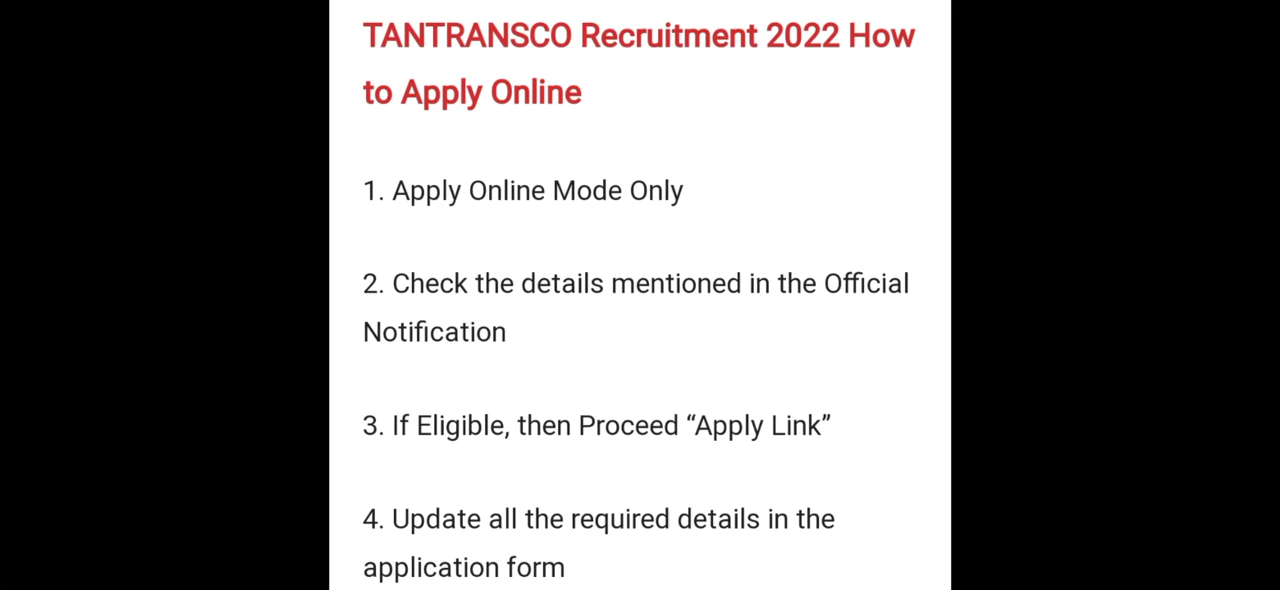 TANTRANSCO Recruitment 2022 How
to Apply Online
1. Apply Online Mode Only
2. Check the details mentioned in the Official
Notification
3. If Eligible, then Proceed “Apply Link”
4. Update all the required details in the
application form